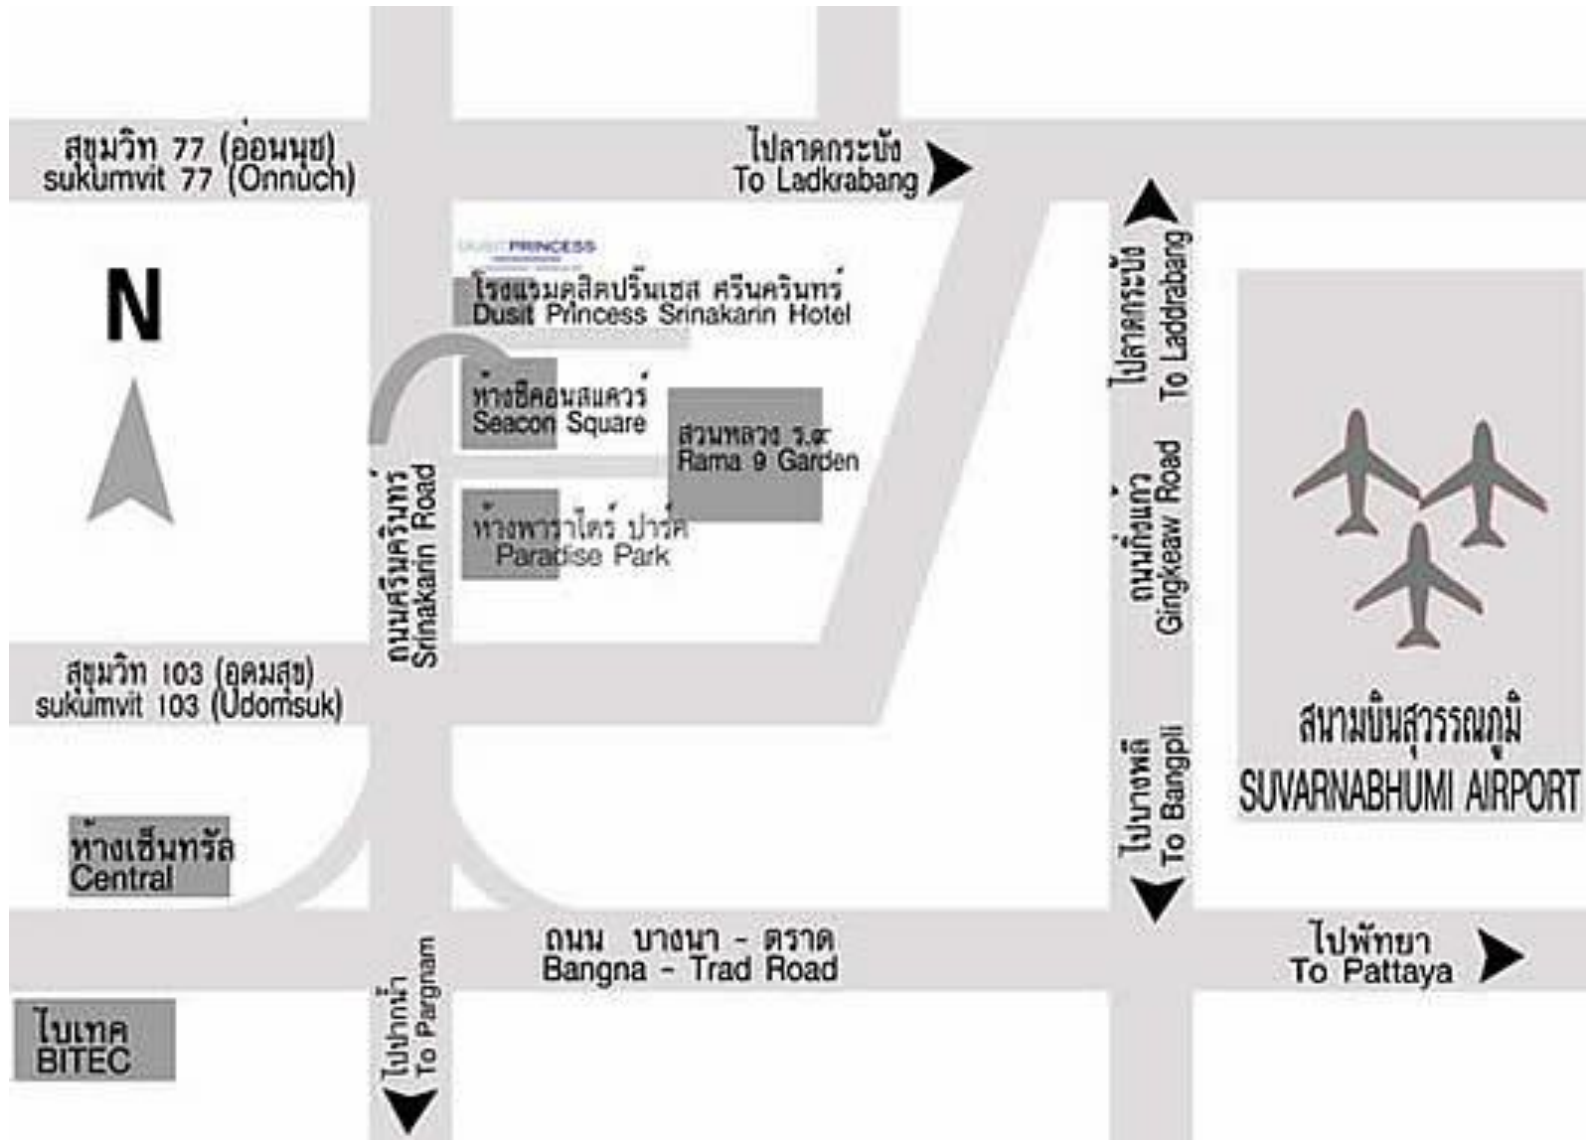 สุขุมวิท 77 (อ่อนนุช)
sukumvit 77 (Onnuch)
ไปลาดกระบัง
To Ladkrabang
N
DUSIT PRINCESS
โรงแรมดุสิตปริ๊นเซส ศรีนครินทร์
Dusit Princess Srinakarin Hotel
ห้างซีคอนสแควร์
Seacon Square
สวนหลวง ร.๙
Rama 9 Garden
ห้างพาราไดร์ ปาร์ค
Paradise Park
ถนนศรีนครินทร์
Srinakarin Road
ไปลาดกระบัง
To Laddrabang
ถนนกิ่งแก้ว
Gingkeaw Road
ไปบางพลี
To Bangpli
สนามบินสุวรรณภูมิ
SUVARNABHUMI AIRPORT
สุขุมวิท 103 (อุดมสุข)
sukumvit 103 (Udomsuk)
ห้างเซ็นทรัล
Central
ถนน บางนา - ตราด
Bangna - Trad Road
ไปพัทยา
To Pattaya
ไบเทค
BITEC
ไปปากน้ำ
To Pargnam